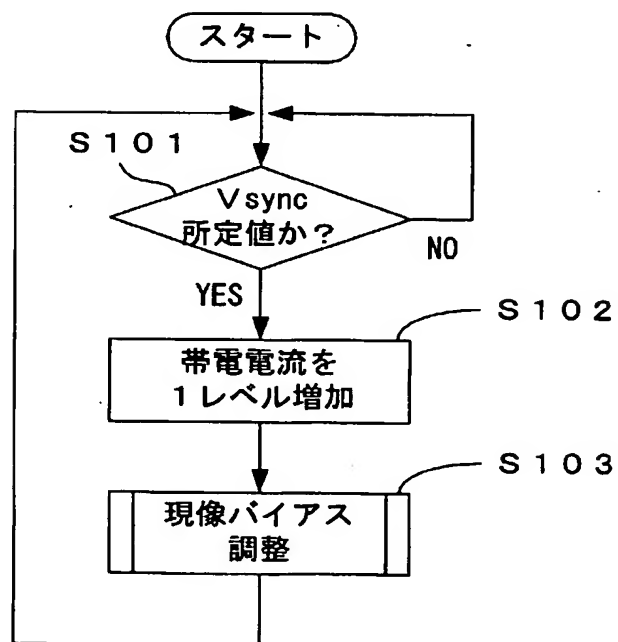 スタート
S101
Vsync
所定値か?
NO
YES
S102
帯電電流を
1レベル増加
S103
現像バイアス
調整